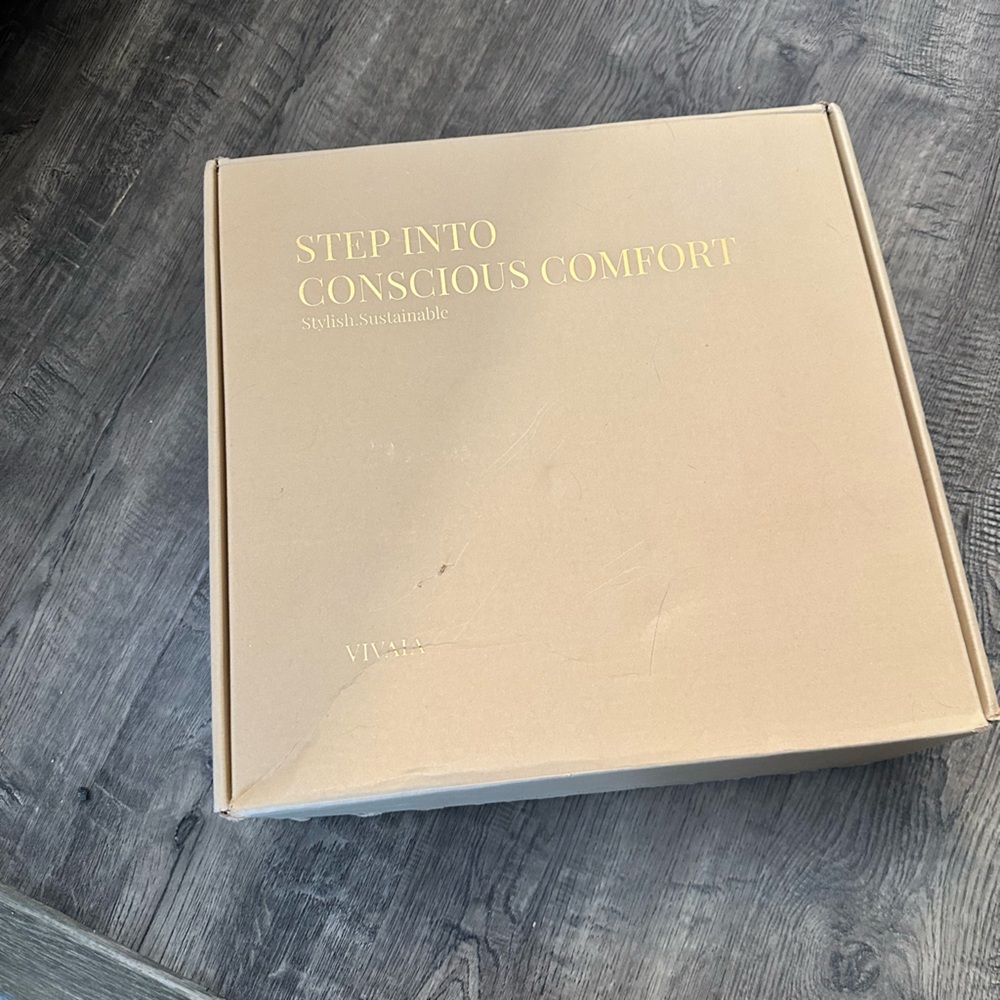 STEP INTO
CONSCIOUS COMFORT
Stylish.Sustainable
VIVAIA